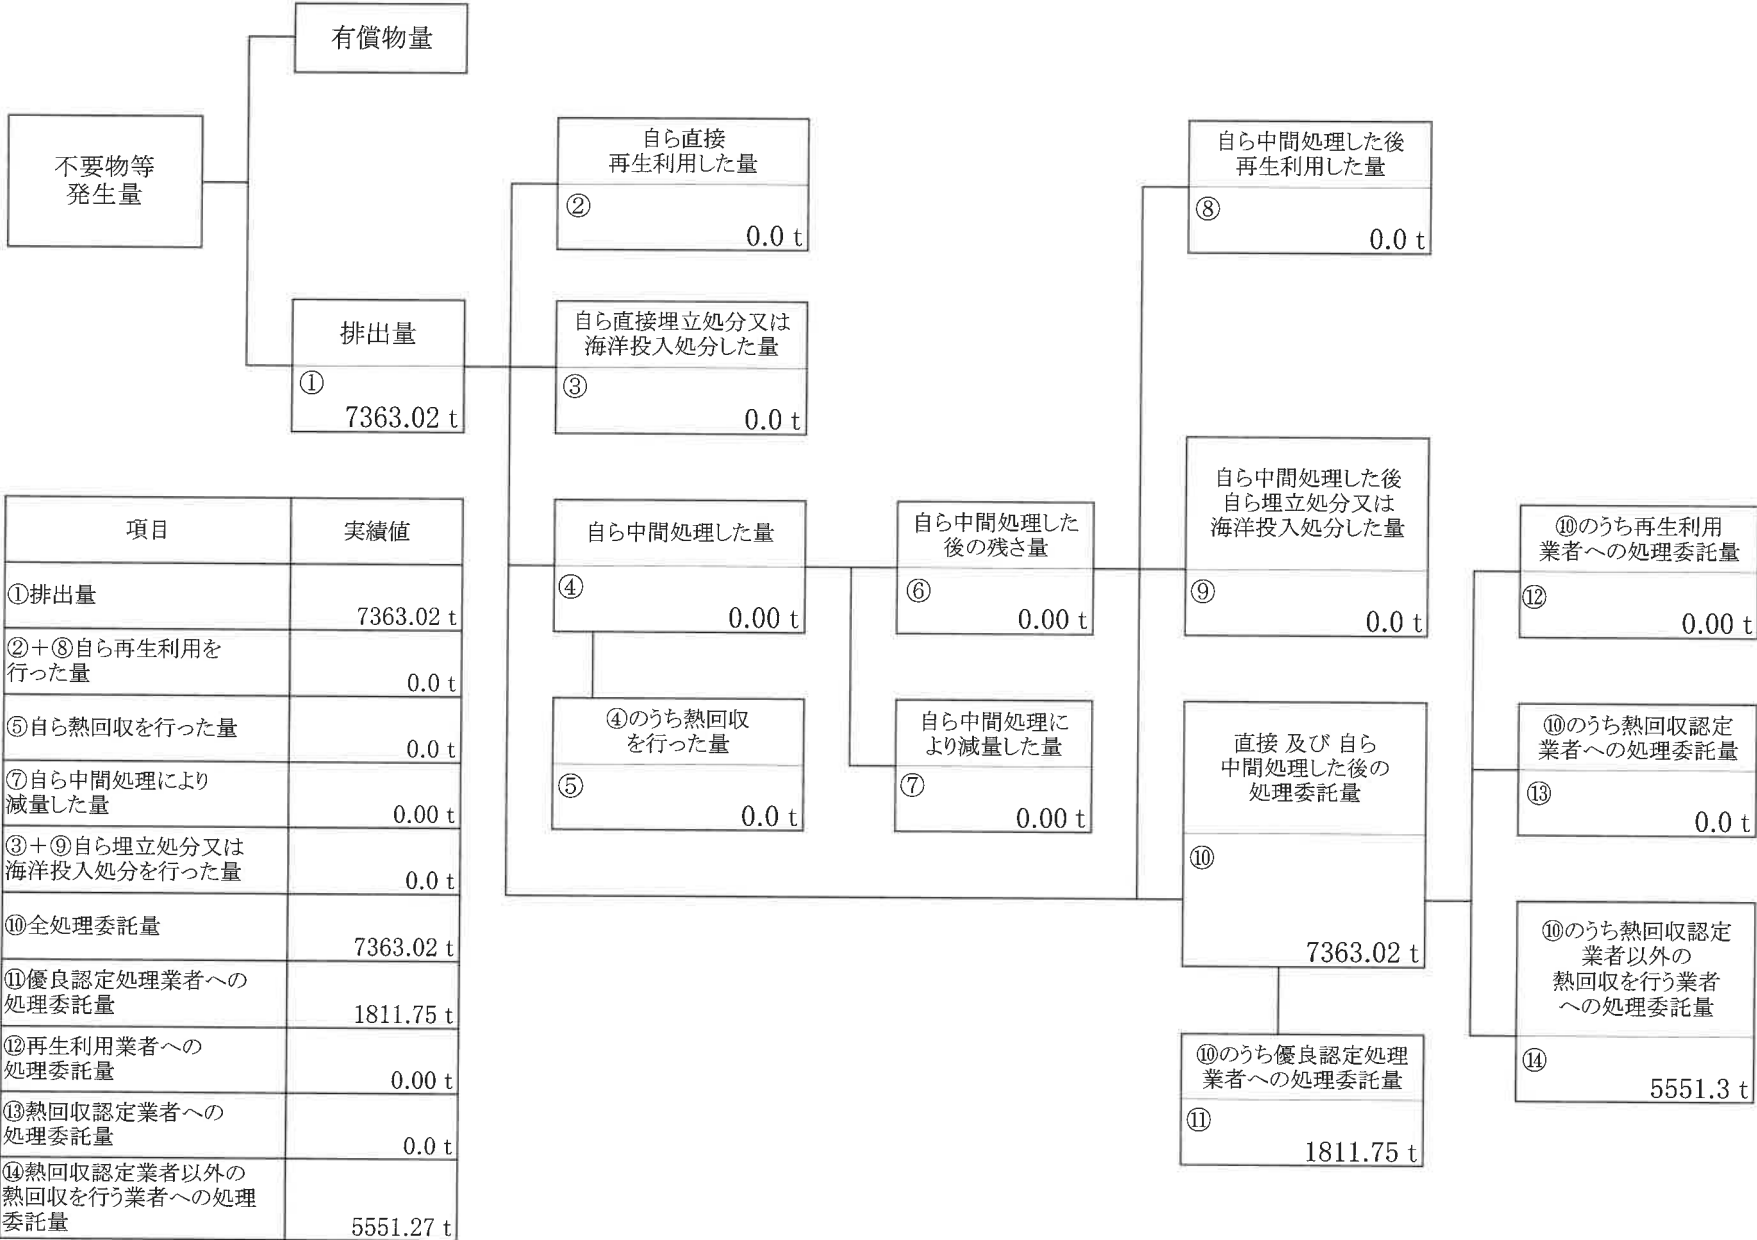 有償物量
不要物等
発生量
排出量
①
7363.02 t
自ら直接
再生利用した量
②
0.0 t
自ら直接埋立処分又は
海洋投入処分した量
③
0.0 t
自ら中間処理した量
④
0.00 t
④のうち熱回収
を行った量
⑤
0.0 t
自ら中間処理した
後の残さ量
⑥
0.00 t
自ら中間処理に
より減量した量
⑦
0.00 t
自ら中間処理した後
再生利用した量
⑧
0.0 t
自ら中間処理した後
自ら埋立処分又は
海洋投入処分した量
⑨
0.0 t
直接 及び 自ら
中間処理した後の
処理委託量
⑩
7363.02 t
⑩のうち優良認定処理
業者への処理委託量
⑪
1811.75 t
⑩のうち再生利用
業者への処理委託量
⑫
0.00 t
⑩のうち熱回収認定
業者への処理委託量
⑬
0.0 t
⑩のうち熱回収認定
業者以外の
熱回収を行う業者
への処理委託量
⑭
5551.3 t
項目 実績値
①排出量
7363.02 t
②＋⑧自ら再生利用を
行った量
0.0 t
⑤自ら熱回収を行った量
0.0 t
⑦自ら中間処理により
減量した量
0.00 t
③＋⑨自ら埋立処分又は
海洋投入処分を行った量
0.0 t
⑩全処理委託量
7363.02 t
⑪優良認定処理業者への
処理委託量
1811.75 t
⑫再生利用業者への
処理委託量
0.00 t
⑬熱回収認定業者への
処理委託量
0.0 t
⑭熱回収認定業者以外の
熱回収を行う業者への処理
委託量
5551.27 t